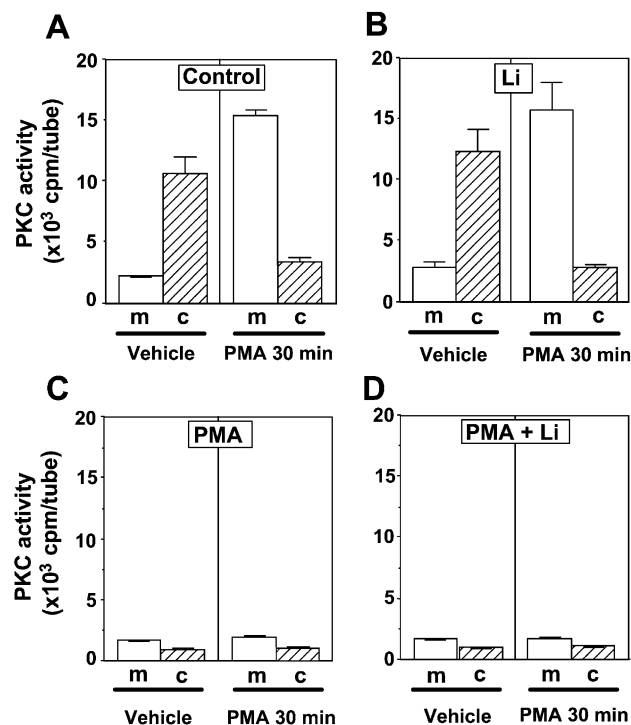 A
Control
PKC activity
(x10³ cpm/tube)
20
15
10
5
0
m c m c
Vehicle PMA 30 min
B
Li
20
15
10
5
0
m c m c
Vehicle PMA 30 min
C
PMA
PKC activity
(x10³ cpm/tube)
20
15
10
5
0
m c m c
Vehicle PMA 30 min
D
PMA + Li
20
15
10
5
0
m c m c
Vehicle PMA 30 min